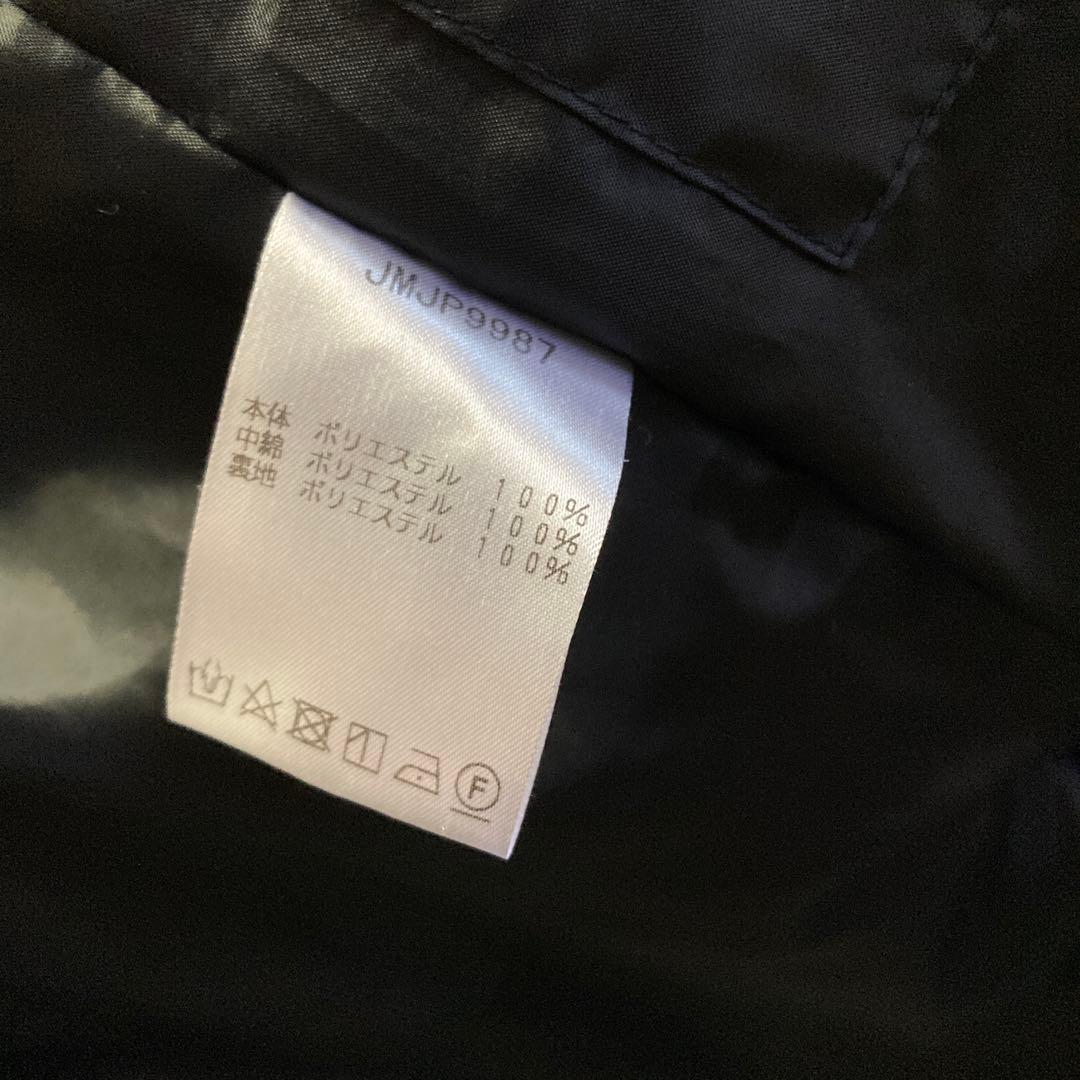 JMJP9987
本体 ポリエステル 100%
中綿 ポリエステル 100%
裏地 ポリエステル 100%
F